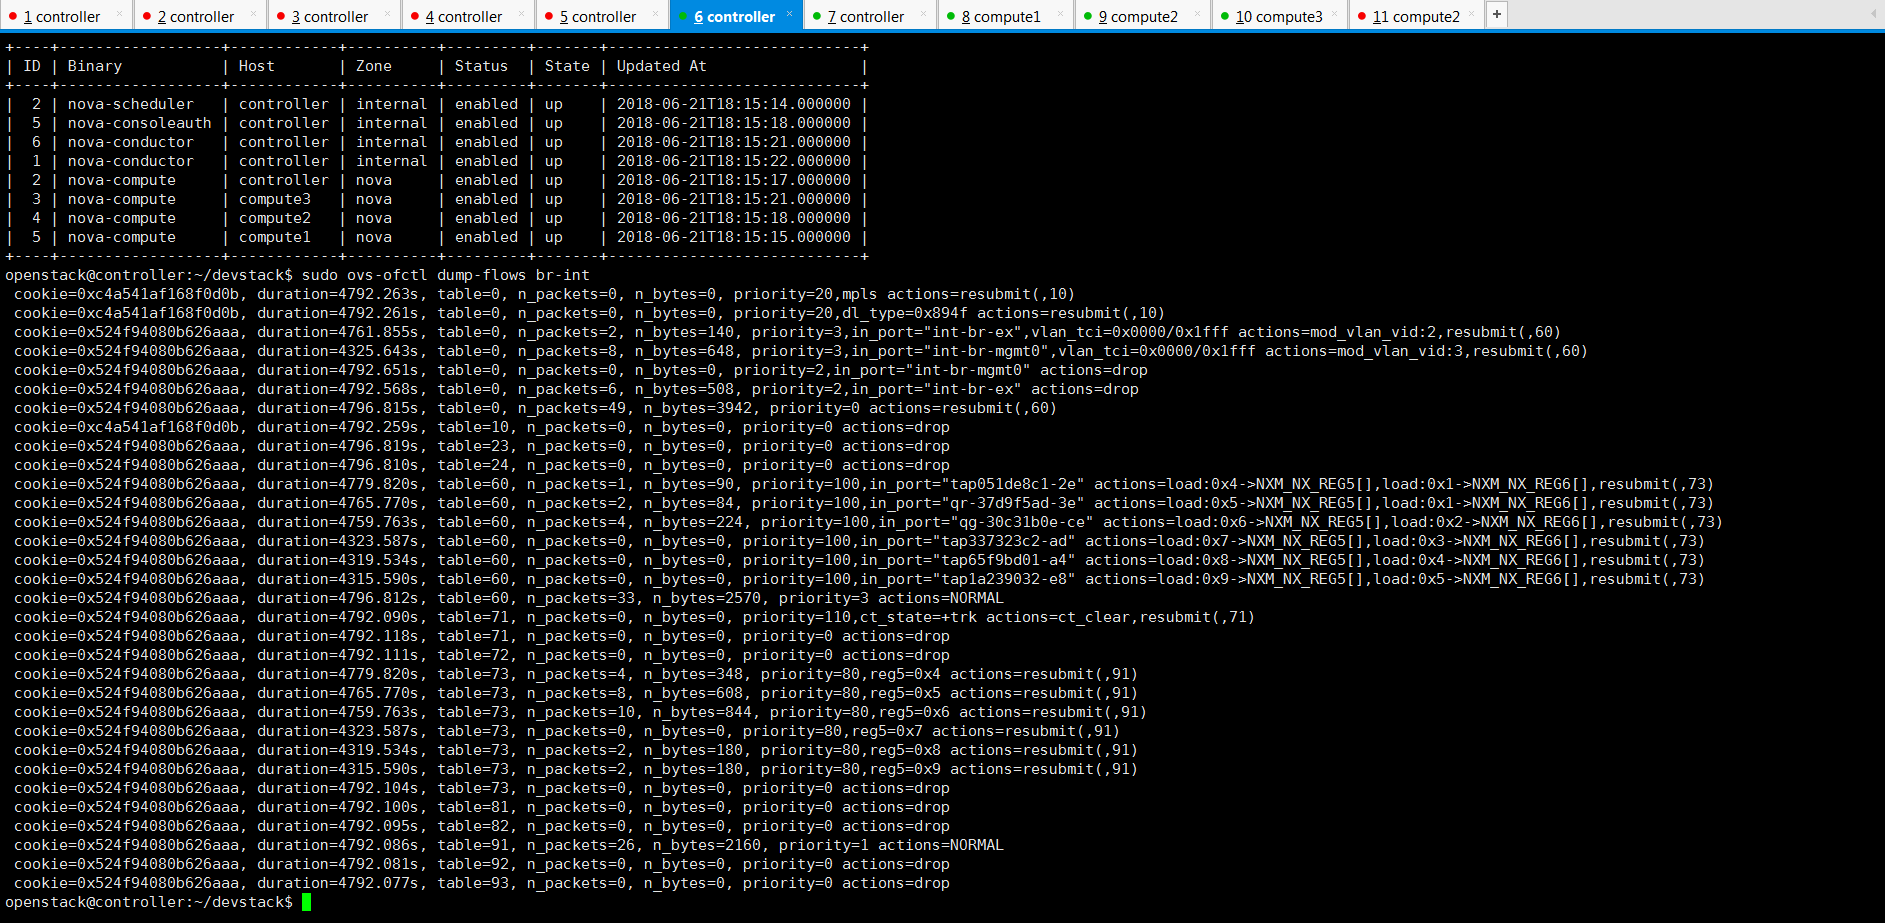 1 controller × 2 controller × 3 controller × 4 controller × 5 controller × 6 controller × 7 controller × 8 compute1 × 9 compute2 × 10 compute3 × 11 compute2 × +
+----+------------------+------------+----------+---------+-------+----------------------------+
| ID | Binary           | Host       | Zone     | Status  | State | Updated At                 |
+----+------------------+------------+----------+---------+-------+----------------------------+
|  2 | nova-scheduler   | controller | internal | enabled | up    | 2018-06-21T18:15:14.000000 |
|  5 | nova-consoleauth | controller | internal | enabled | up    | 2018-06-21T18:15:18.000000 |
|  6 | nova-conductor   | controller | internal | enabled | up    | 2018-06-21T18:15:21.000000 |
|  1 | nova-conductor   | controller | internal | enabled | up    | 2018-06-21T18:15:22.000000 |
|  2 | nova-compute     | controller | nova     | enabled | up    | 2018-06-21T18:15:17.000000 |
|  3 | nova-compute     | compute3   | nova     | enabled | up    | 2018-06-21T18:15:21.000000 |
|  4 | nova-compute     | compute2   | nova     | enabled | up    | 2018-06-21T18:15:18.000000 |
|  5 | nova-compute     | compute1   | nova     | enabled | up    | 2018-06-21T18:15:15.000000 |
+----+------------------+------------+----------+---------+-------+----------------------------+
openstack@controller:~/devstack$ sudo ovs-ofctl dump-flows br-int
 cookie=0xc4a541af168f0d0b, duration=4792.263s, table=0, n_packets=0, n_bytes=0, priority=20,mpls actions=resubmit(,10)
 cookie=0xc4a541af168f0d0b, duration=4792.261s, table=0, n_packets=0, n_bytes=0, priority=20,dl_type=0x894f actions=resubmit(,10)
 cookie=0x524f94080b626aaa, duration=4761.855s, table=0, n_packets=2, n_bytes=140, priority=3,in_port="int-br-ex",vlan_tci=0x0000/0x1fff actions=mod_vlan_vid:2,resubmit(,60)
 cookie=0x524f94080b626aaa, duration=4325.643s, table=0, n_packets=8, n_bytes=648, priority=3,in_port="int-br-mgmt0",vlan_tci=0x0000/0x1fff actions=mod_vlan_vid:3,resubmit(,60)
 cookie=0x524f94080b626aaa, duration=4792.651s, table=0, n_packets=0, n_bytes=0, priority=2,in_port="int-br-mgmt0" actions=drop
 cookie=0x524f94080b626aaa, duration=4792.568s, table=0, n_packets=6, n_bytes=508, priority=2,in_port="int-br-ex" actions=drop
 cookie=0x524f94080b626aaa, duration=4796.815s, table=0, n_packets=49, n_bytes=3942, priority=0 actions=resubmit(,60)
 cookie=0xc4a541af168f0d0b, duration=4792.259s, table=10, n_packets=0, n_bytes=0, priority=0 actions=drop
 cookie=0x524f94080b626aaa, duration=4796.819s, table=23, n_packets=0, n_bytes=0, priority=0 actions=drop
 cookie=0x524f94080b626aaa, duration=4796.810s, table=24, n_packets=0, n_bytes=0, priority=0 actions=drop
 cookie=0x524f94080b626aaa, duration=4779.820s, table=60, n_packets=1, n_bytes=90, priority=100,in_port="tap051de8c1-2e" actions=load:0x4->NXM_NX_REG5[],load:0x1->NXM_NX_REG6[],resubmit(,73)
 cookie=0x524f94080b626aaa, duration=4765.770s, table=60, n_packets=2, n_bytes=84, priority=100,in_port="qr-37d9f5ad-3e" actions=load:0x5->NXM_NX_REG5[],load:0x1->NXM_NX_REG6[],resubmit(,73)
 cookie=0x524f94080b626aaa, duration=4759.763s, table=60, n_packets=4, n_bytes=224, priority=100,in_port="qg-30c31b0e-ce" actions=load:0x6->NXM_NX_REG5[],load:0x2->NXM_NX_REG6[],resubmit(,73)
 cookie=0x524f94080b626aaa, duration=4323.587s, table=60, n_packets=0, n_bytes=0, priority=100,in_port="tap337323c2-ad" actions=load:0x7->NXM_NX_REG5[],load:0x3->NXM_NX_REG6[],resubmit(,73)
 cookie=0x524f94080b626aaa, duration=4319.534s, table=60, n_packets=0, n_bytes=0, priority=100,in_port="tap65f9bd01-a4" actions=load:0x8->NXM_NX_REG5[],load:0x4->NXM_NX_REG6[],resubmit(,73)
 cookie=0x524f94080b626aaa, duration=4315.590s, table=60, n_packets=0, n_bytes=0, priority=100,in_port="tap1a239032-e8" actions=load:0x9->NXM_NX_REG5[],load:0x5->NXM_NX_REG6[],resubmit(,73)
 cookie=0x524f94080b626aaa, duration=4796.812s, table=60, n_packets=33, n_bytes=2570, priority=3 actions=NORMAL
 cookie=0x524f94080b626aaa, duration=4792.090s, table=71, n_packets=0, n_bytes=0, priority=110,ct_state=+trk actions=ct_clear,resubmit(,71)
 cookie=0x524f94080b626aaa, duration=4792.118s, table=71, n_packets=0, n_bytes=0, priority=0 actions=drop
 cookie=0x524f94080b626aaa, duration=4792.111s, table=72, n_packets=0, n_bytes=0, priority=0 actions=drop
 cookie=0x524f94080b626aaa, duration=4779.820s, table=73, n_packets=4, n_bytes=348, priority=80,reg5=0x4 actions=resubmit(,91)
 cookie=0x524f94080b626aaa, duration=4765.770s, table=73, n_packets=8, n_bytes=608, priority=80,reg5=0x5 actions=resubmit(,91)
 cookie=0x524f94080b626aaa, duration=4759.763s, table=73, n_packets=10, n_bytes=844, priority=80,reg5=0x6 actions=resubmit(,91)
 cookie=0x524f94080b626aaa, duration=4323.587s, table=73, n_packets=0, n_bytes=0, priority=80,reg5=0x7 actions=resubmit(,91)
 cookie=0x524f94080b626aaa, duration=4319.534s, table=73, n_packets=2, n_bytes=180, priority=80,reg5=0x8 actions=resubmit(,91)
 cookie=0x524f94080b626aaa, duration=4315.590s, table=73, n_packets=2, n_bytes=180, priority=80,reg5=0x9 actions=resubmit(,91)
 cookie=0x524f94080b626aaa, duration=4792.104s, table=73, n_packets=0, n_bytes=0, priority=0 actions=drop
 cookie=0x524f94080b626aaa, duration=4792.100s, table=81, n_packets=0, n_bytes=0, priority=0 actions=drop
 cookie=0x524f94080b626aaa, duration=4792.095s, table=82, n_packets=0, n_bytes=0, priority=0 actions=drop
 cookie=0x524f94080b626aaa, duration=4792.086s, table=91, n_packets=26, n_bytes=2160, priority=1 actions=NORMAL
 cookie=0x524f94080b626aaa, duration=4792.081s, table=92, n_packets=0, n_bytes=0, priority=0 actions=drop
 cookie=0x524f94080b626aaa, duration=4792.077s, table=93, n_packets=0, n_bytes=0, priority=0 actions=drop
openstack@controller:~/devstack$